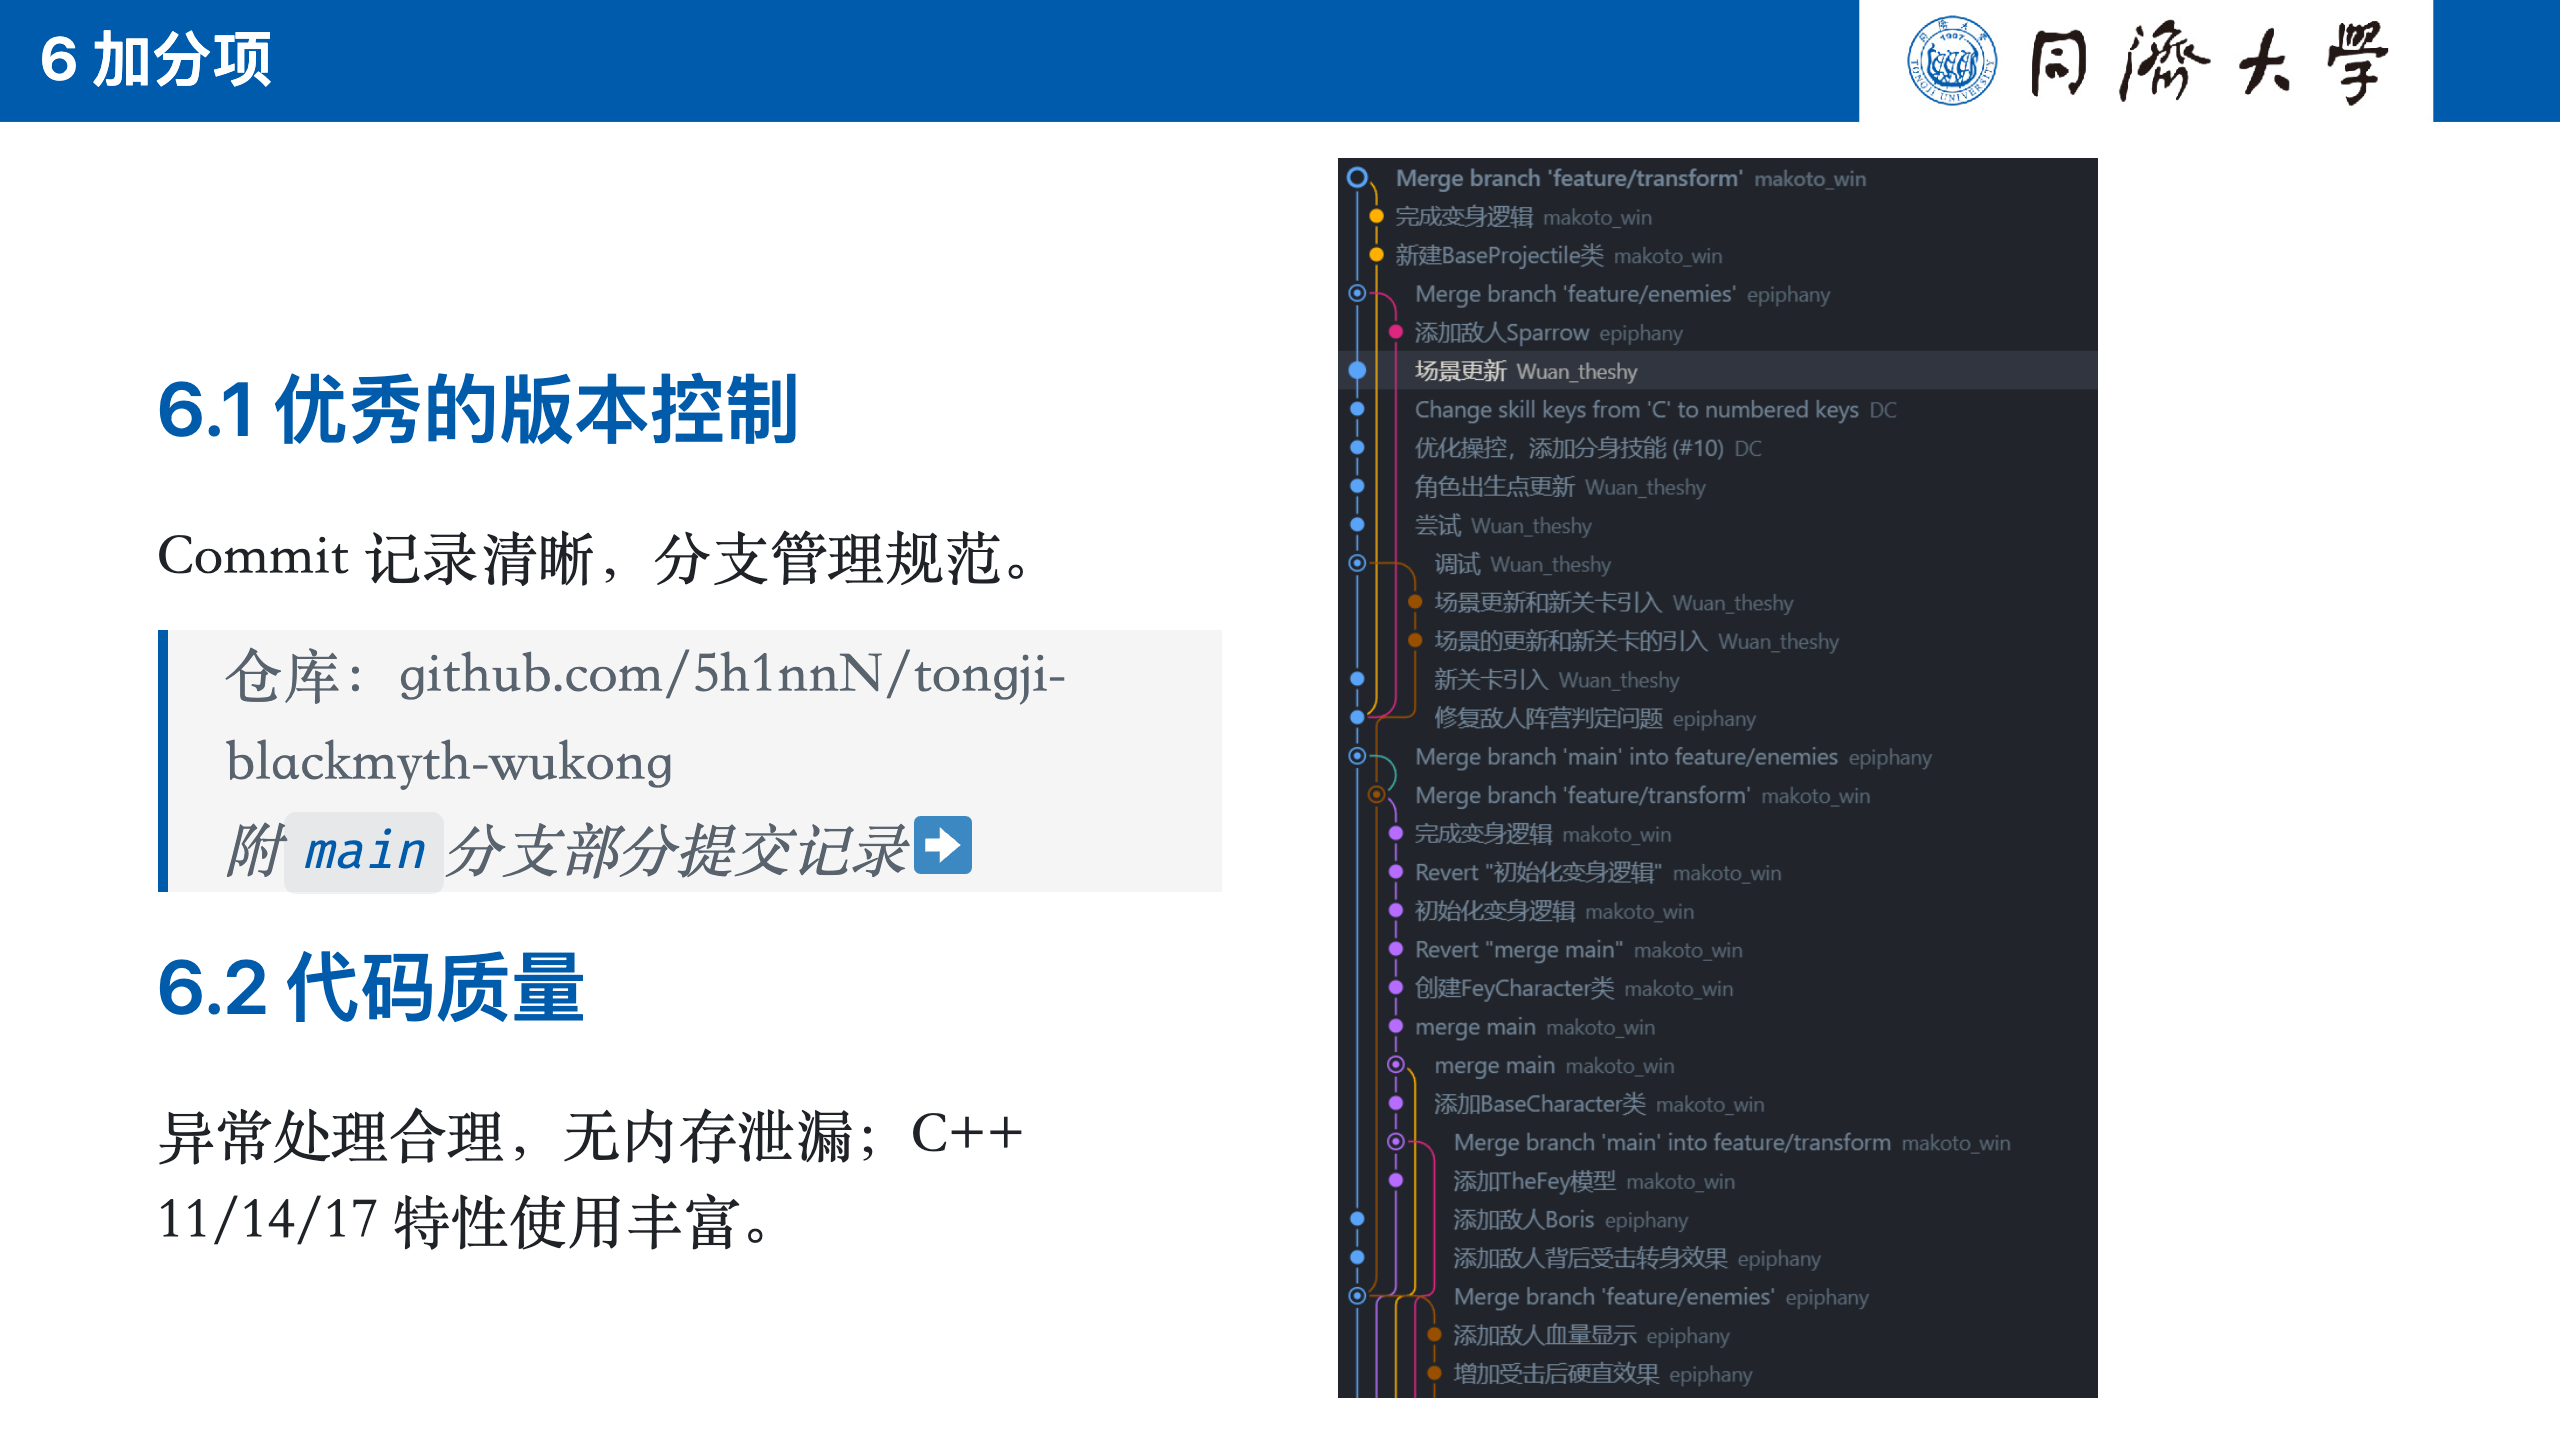 6 加分项
同濟大學
1907
TONGJI UNIVERSITY
6.1 优秀的版本控制
Commit 记录清晰，分支管理规范。
仓库：github.com/5h1nnN/tongji-
blackmyth-wukong
附 main 分支部分提交记录➡️
6.2 代码质量
异常处理合理，无内存泄漏；C++
11/14/17 特性使用丰富。
Merge branch 'feature/transform' makoto_win
完成变身逻辑 makoto_win
新建BaseProjectile类 makoto_win
Merge branch 'feature/enemies' epiphany
添加敌人Sparrow epiphany
场景更新 Wuan_theshy
Change skill keys from 'C' to numbered keys DC
优化操控，添加分身技能 (#10) DC
角色出生点更新 Wuan_theshy
尝试 Wuan_theshy
调试 Wuan_theshy
场景更新和新关卡引入 Wuan_theshy
场景的更新和新关卡的引入 Wuan_theshy
新关卡引入 Wuan_theshy
修复敌人阵营判定问题 epiphany
Merge branch 'main' into feature/enemies epiphany
Merge branch 'feature/transform' makoto_win
完成变身逻辑 makoto_win
Revert "初始化变身逻辑" makoto_win
初始化变身逻辑 makoto_win
Revert "merge main" makoto_win
创建FeyCharacter类 makoto_win
merge main makoto_win
merge main makoto_win
添加BaseCharacter类 makoto_win
Merge branch 'main' into feature/transform makoto_win
添加TheFey模型 makoto_win
添加敌人Boris epiphany
添加敌人背后受击转身效果 epiphany
Merge branch 'feature/enemies' epiphany
添加敌人血量显示 epiphany
增加受击后硬直效果 epiphany